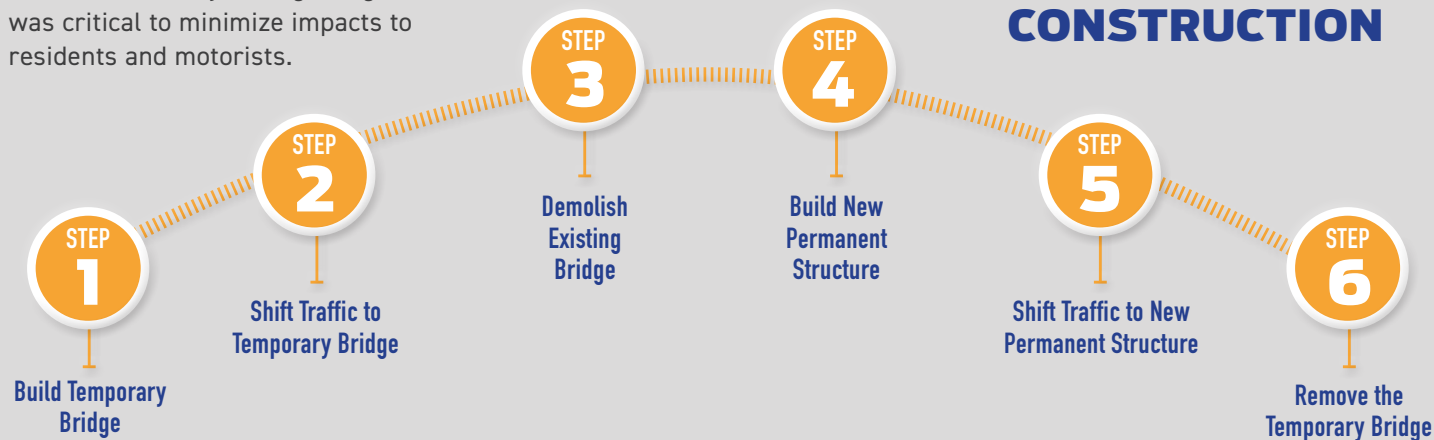 was critical to minimize impacts to
residents and motorists.
CONSTRUCTION
STEP
1
Build Temporary
Bridge
STEP
2
Shift Traffic to
Temporary Bridge
STEP
3
Demolish
Existing
Bridge
STEP
4
Build New
Permanent
Structure
STEP
5
Shift Traffic to New
Permanent Structure
STEP
6
Remove the
Temporary Bridge